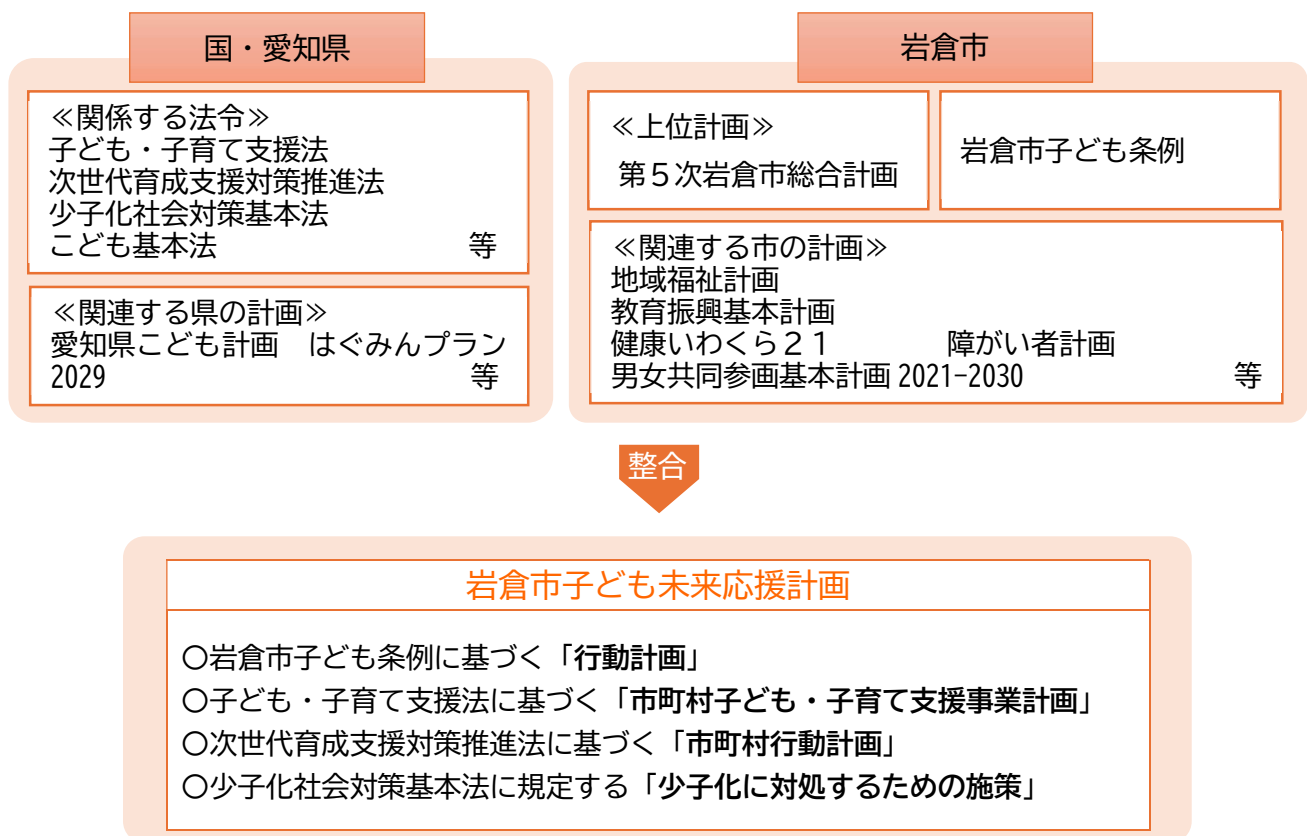 国・愛知県
≪関係する法令≫
子ども・子育て支援法
次世代育成支援対策推進法
少子化社会対策基本法
こども基本法 等
≪関連する県の計画≫
愛知県こども計画　はぐみんプラン
2029 等
岩倉市
≪上位計画≫
第５次岩倉市総合計画
岩倉市子ども条例
≪関連する市の計画≫
地域福祉計画
教育振興基本計画
健康いわくら２１ 障がい者計画
男女共同参画基本計画 2021-2030 等
整合
岩倉市子ども未来応援計画
〇岩倉市子ども条例に基づく「行動計画」
〇子ども・子育て支援法に基づく「市町村子ども・子育て支援事業計画」
〇次世代育成支援対策推進法に基づく「市町村行動計画」
〇少子化社会対策基本法に規定する「少子化に対処するための施策」